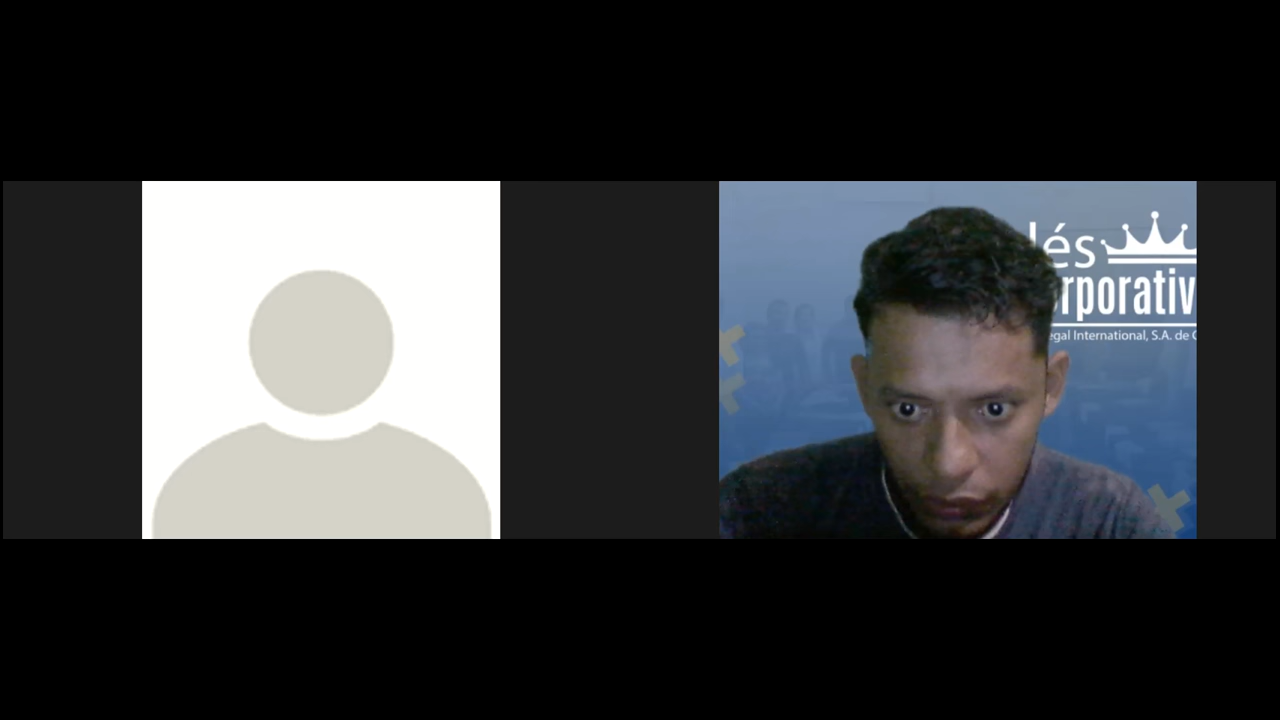 lés
rporativ
egal International, S.A. de C